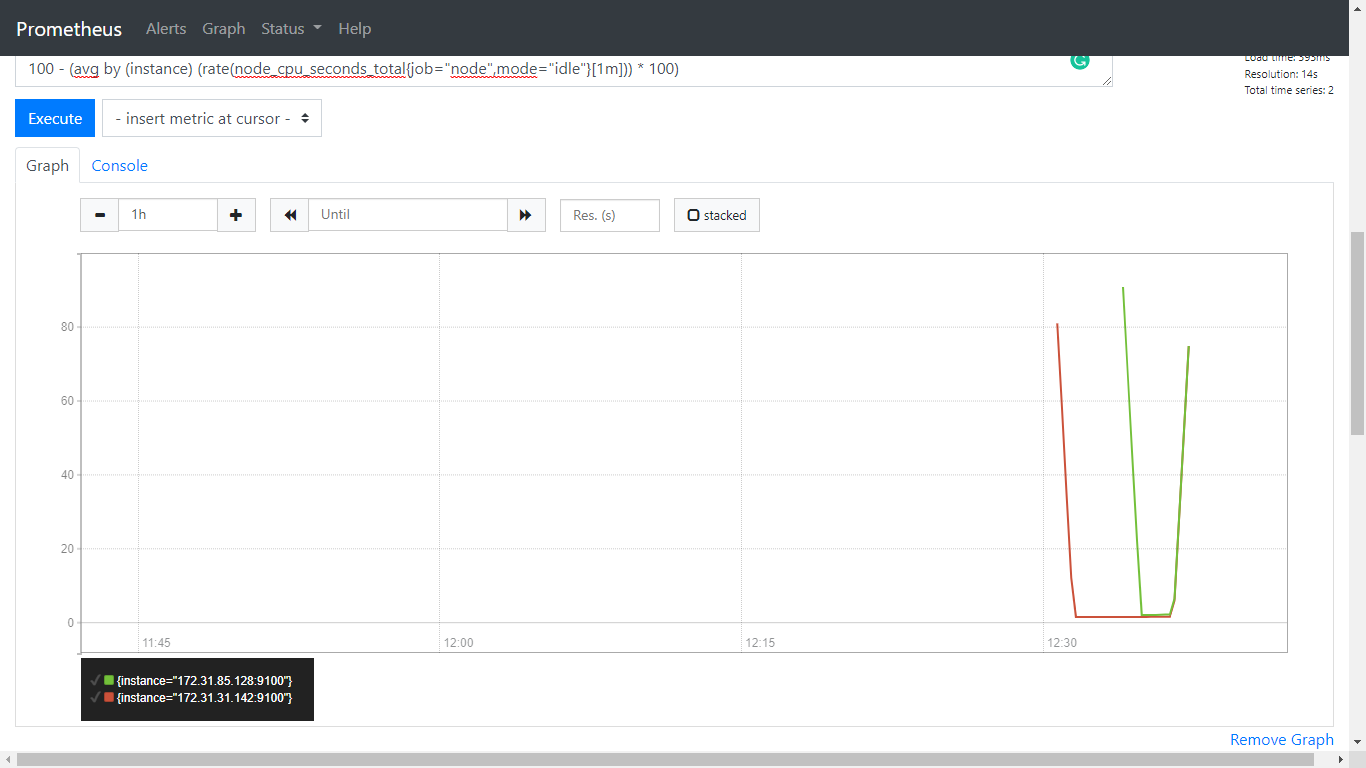 Prometheus Alerts Graph Status Help
Load time: 593ms
100 - (avg by (instance) (rate(node_cpu_seconds_total{job="node",mode="idle"}[1m])) * 100)
Resolution: 14s
Total time series: 2
Execute - insert metric at cursor -
Graph Console
1h Until Res. (s) stacked
80
60
40
20
0
11:45 12:00 12:15 12:30
{instance="172.31.85.128:9100"}
{instance="172.31.31.142:9100"}
Remove Graph